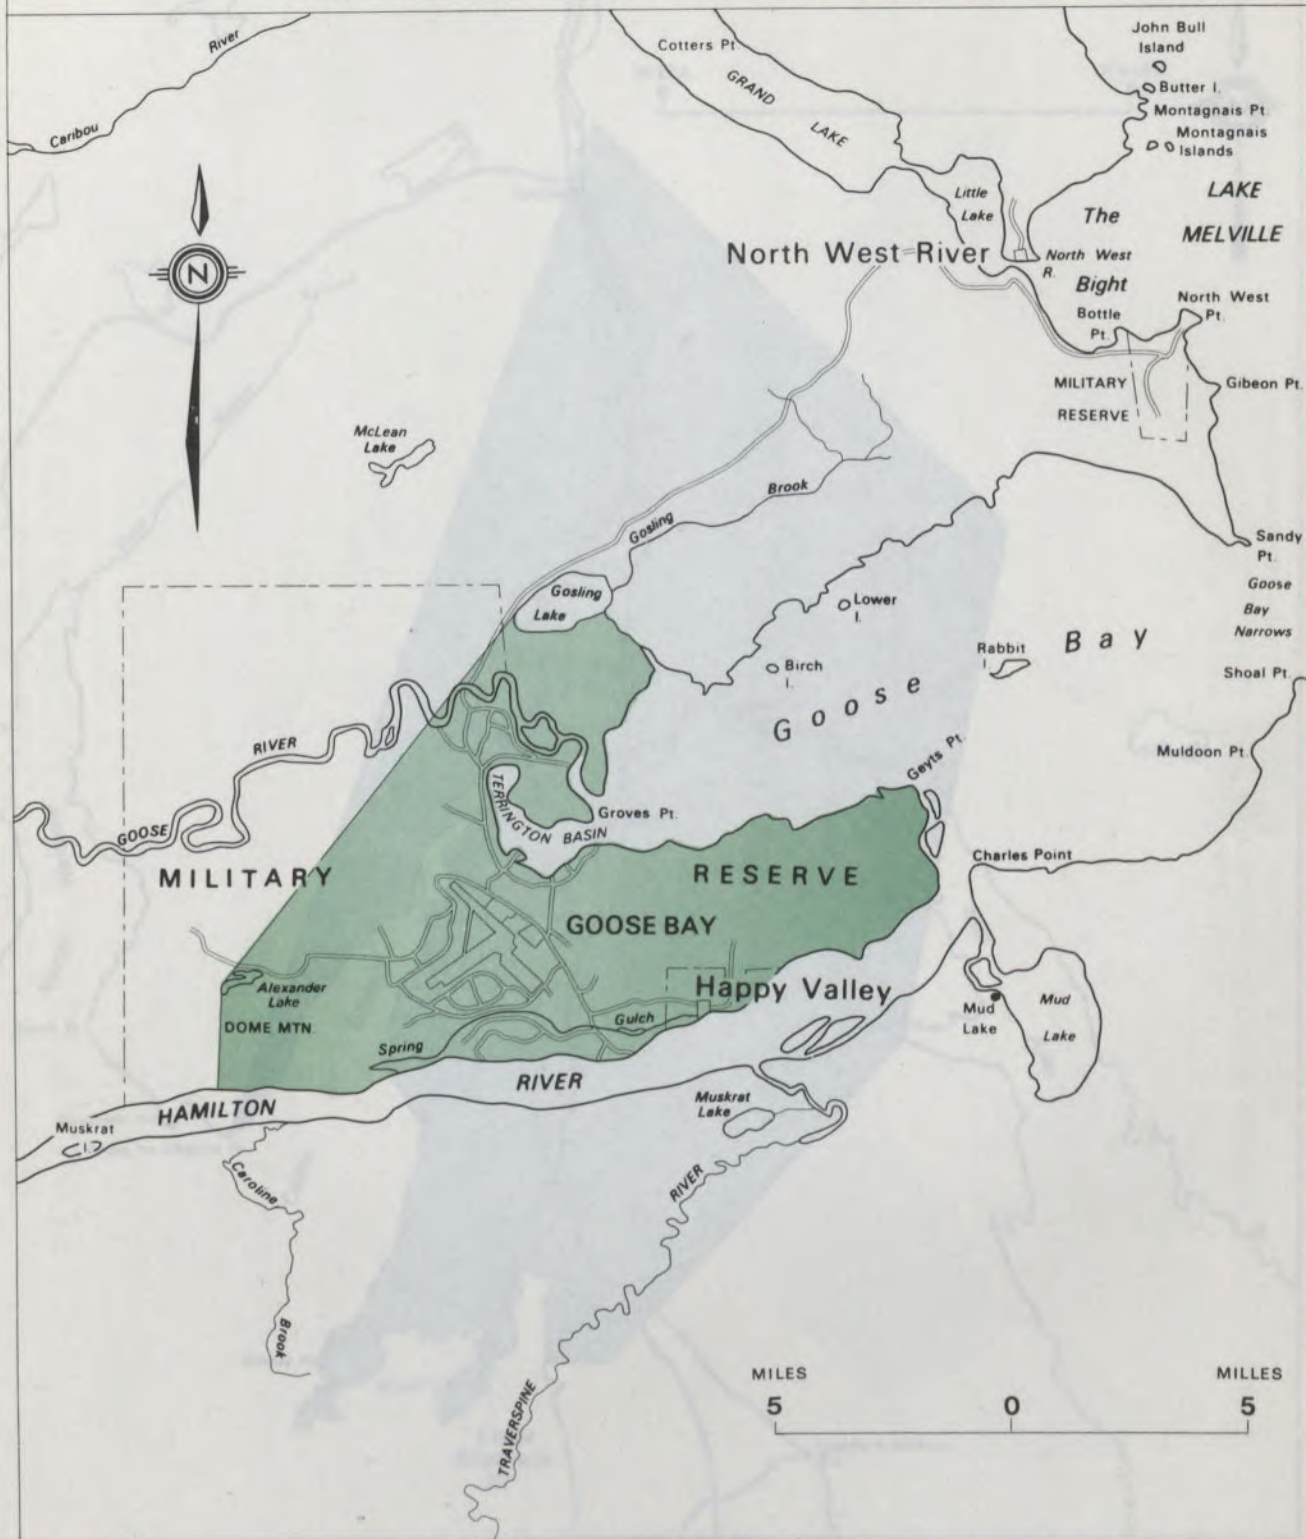 Caribou River
Cotters Pt.
GRAND
LAKE
John Bull
Island
Butter I.
Montagnais Pt.
Montagnais
Islands
LAKE
MELVILLE
Little
Lake
The
Bight
North West River
North West
R.
North West
Pt.
Bottle
Pt.
MILITARY
RESERVE
Gibeon Pt.
N
McLean
Lake
Gosling Brook
Sandy
Pt.
Goose
Bay
Narrows
Gosling
Lake
Lower
I.
Birch
I.
Rabbit
I.
Goose Bay
Shoal Pt.
Muldoon Pt.
GOOSE RIVER
TERRINGTON BASIN
Groves Pt.
Geyts Pt.
Charles Point
MILITARY RESERVE
GOOSE BAY
Alexander
Lake
DOME MTN.
Happy Valley
Spring Gulch
Mud
Lake
Mud
Lake
HAMILTON RIVER
Muskrat
I.
Muskrat
Lake
Caroline Brook
TRAVERSPINE RIVER
MILES MILLES
5 0 5